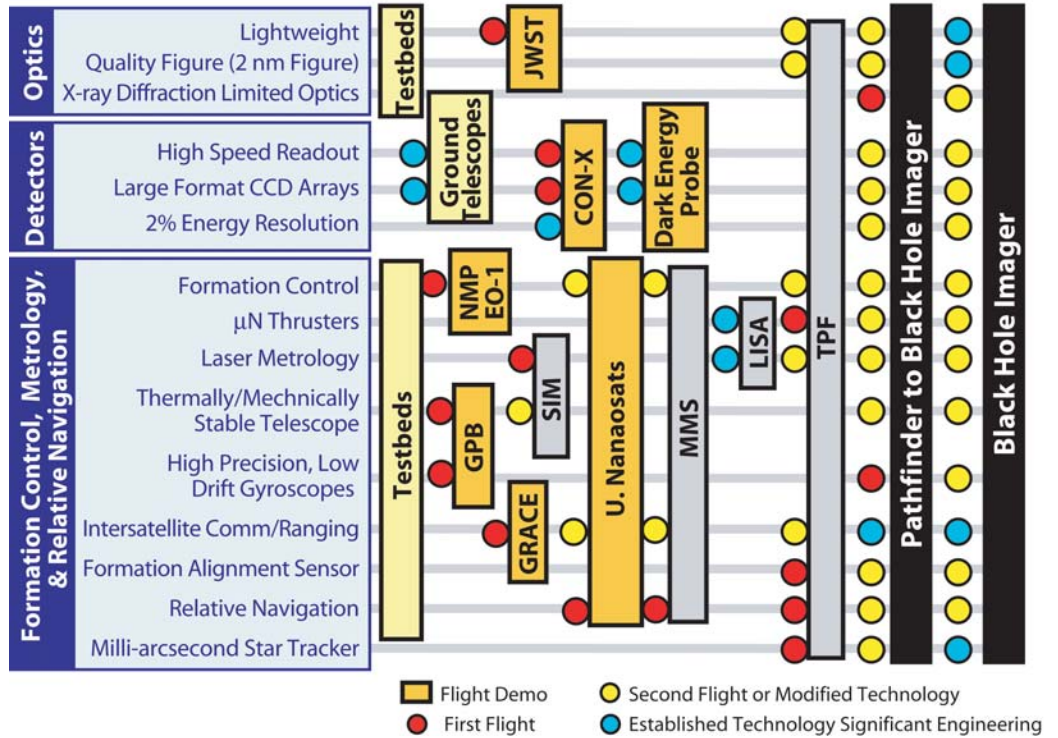 Optics
Lightweight
Quality Figure (2 nm Figure)
X-ray Diffraction Limited Optics
Detectors
High Speed Readout
Large Format CCD Arrays
2% Energy Resolution
Formation Control, Metrology,
& Relative Navigation
Formation Control
μN Thrusters
Laser Metrology
Thermally/Mechnically
Stable Telescope
High Precision, Low
Drift Gyroscopes
Intersatellite Comm/Ranging
Formation Alignment Sensor
Relative Navigation
Milli-arcsecond Star Tracker
Testbeds
Ground
Telescopes
JWST
CON-X
Dark Energy
Probe
Testbeds
NMP
EO-1
GPB
SIM
GRACE
U. Nanaosats
MMS
LISA
TPF
Pathfinder to Black Hole Imager
Black Hole Imager
Flight Demo
First Flight
Second Flight or Modified Technology
Established Technology Significant Engineering